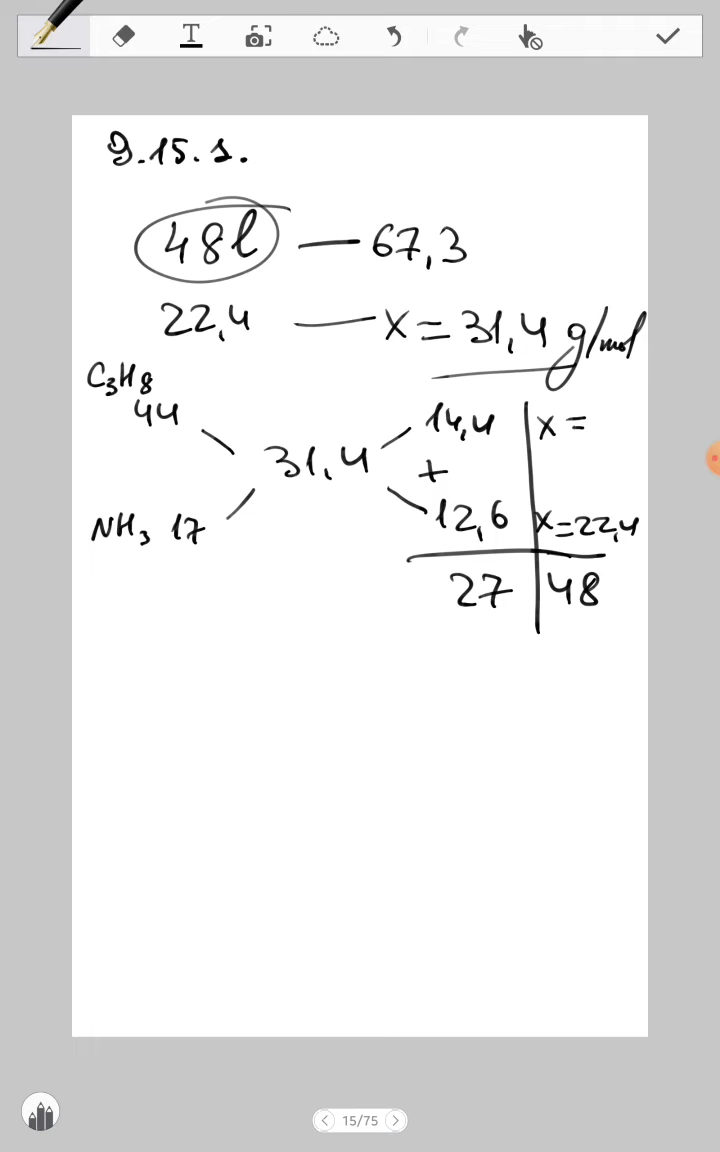 T
9.15.1.
48l — 67,3
22,4 — x = 31,4 g/mol
C3H8
44
14,4 x =
31,4
+
NH3 17
12,6 x=22,4
27 48
15/75